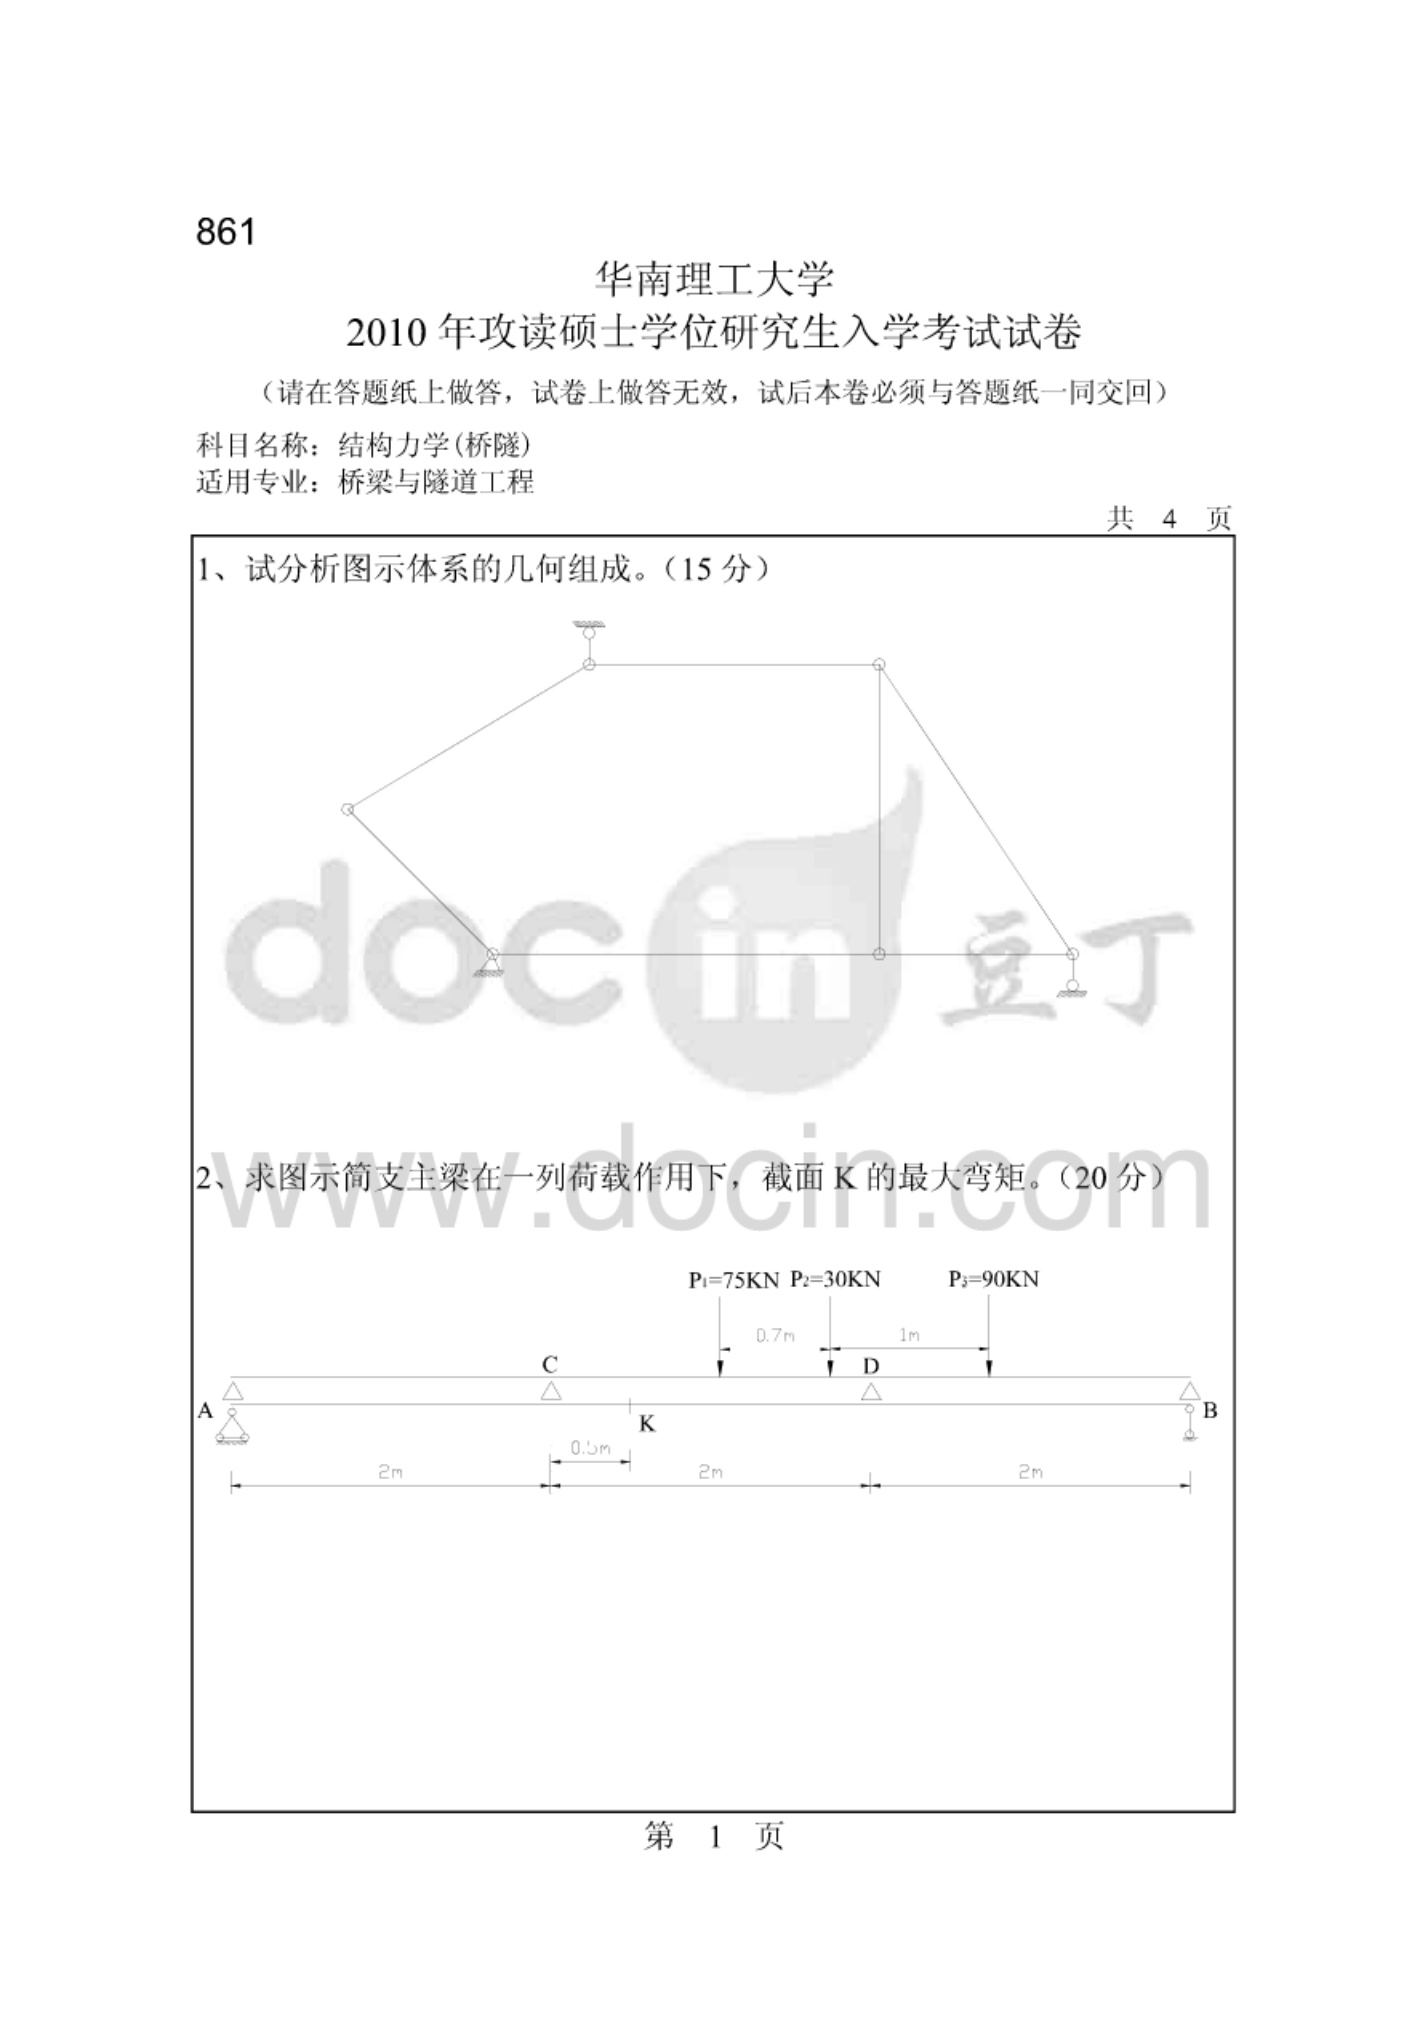 861
华南理工大学
2010 年攻读硕士学位研究生入学考试试卷
（请在答题纸上做答，试卷上做答无效，试后本卷必须与答题纸一同交回）
科目名称：结构力学(桥隧)
适用专业：桥梁与隧道工程
共 4 页
1、试分析图示体系的几何组成。（15 分）
docin 豆丁
www.docin.com
2、求图示简支主梁在一列荷载作用下，截面 K 的最大弯矩。（20 分）
P₁=75KN P₂=30KN P₃=90KN
0.7m 1m
C D
A K B
0.5m
2m 2m 2m
第 1 页